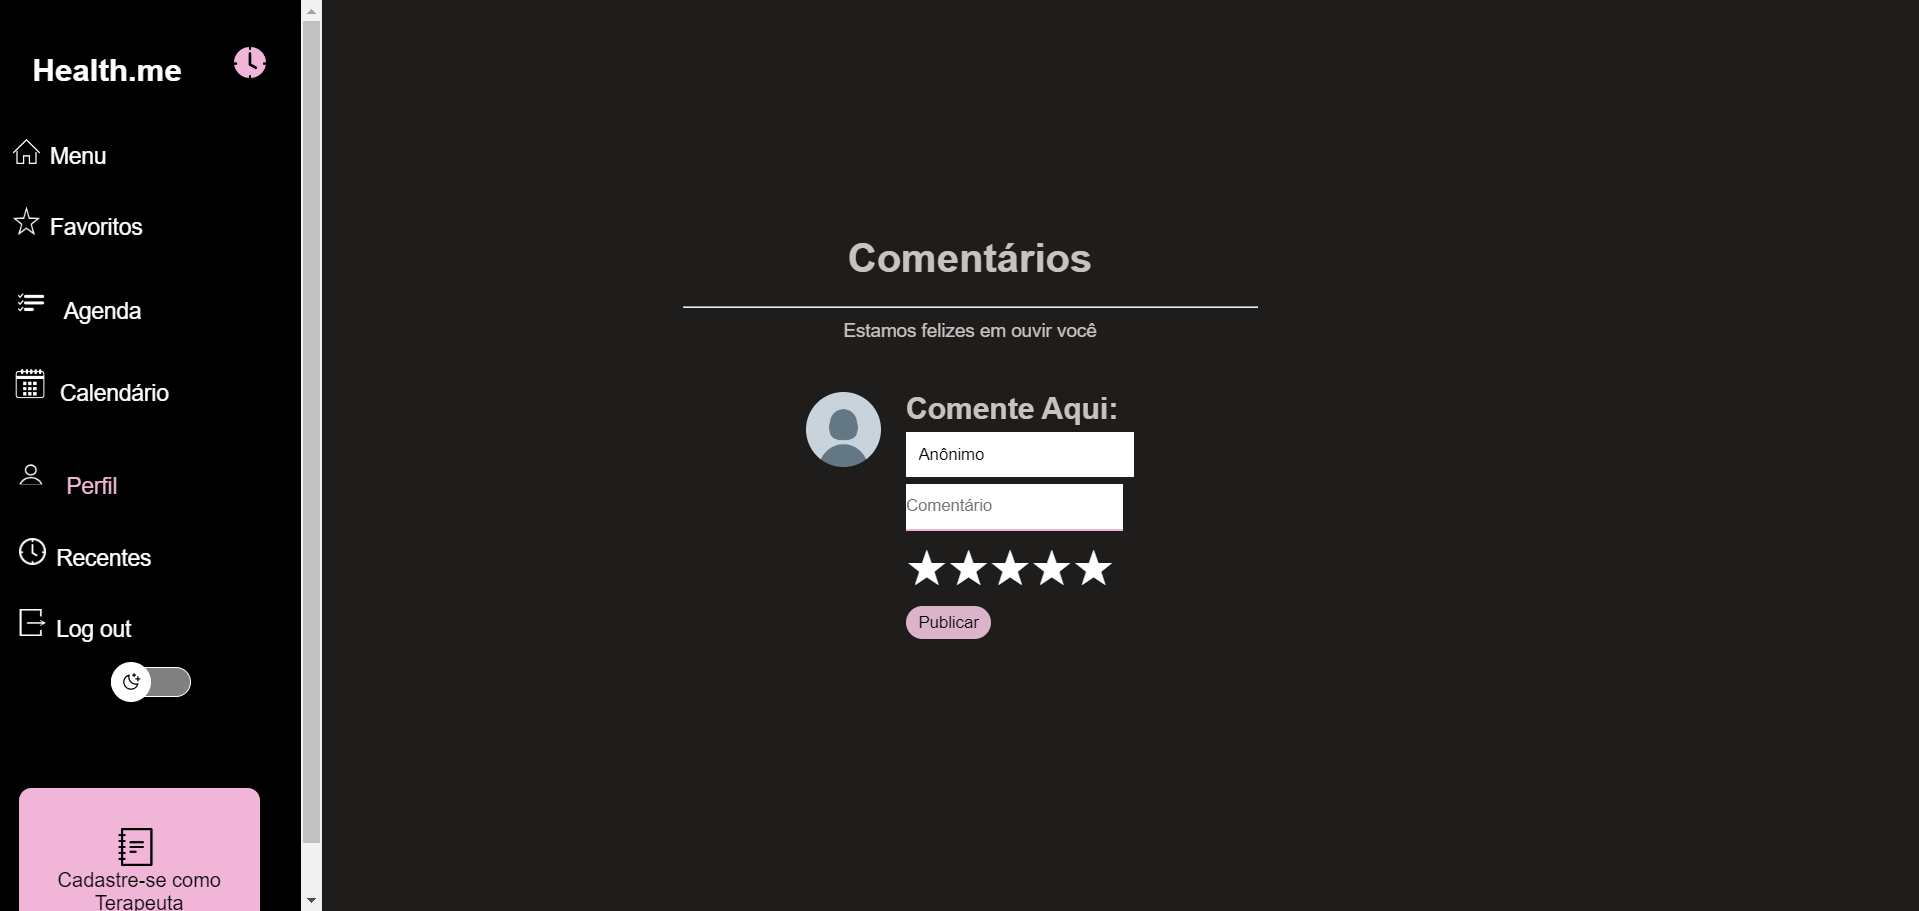 Health.me
Menu
Favoritos
Agenda
Calendário
Perfil
Recentes
Log out
Cadastre-se como
Terapeuta
Comentários
Estamos felizes em ouvir você
Comente Aqui:
Anônimo
Comentário
Publicar